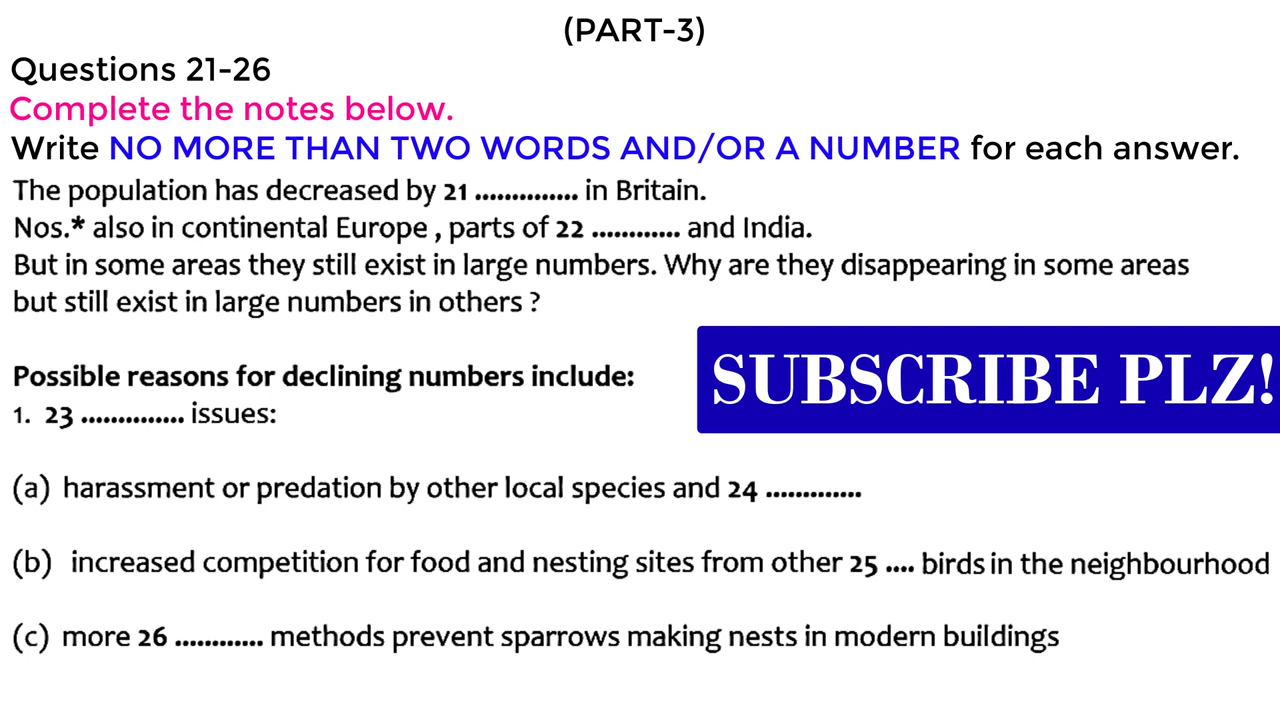 (PART-3)
Questions 21-26
Complete the notes below.
Write NO MORE THAN TWO WORDS AND/OR A NUMBER for each answer.
The population has decreased by 21 .............. in Britain.
Nos.* also in continental Europe , parts of 22 ............ and India.
But in some areas they still exist in large numbers. Why are they disappearing in some areas
but still exist in large numbers in others ?
SUBSCRIBE PLZ!
Possible reasons for declining numbers include:
1. 23 .............. issues:
(a) harassment or predation by other local species and 24 .............
(b) increased competition for food and nesting sites from other 25 .... birds in the neighbourhood
(c) more 26 ............ methods prevent sparrows making nests in modern buildings